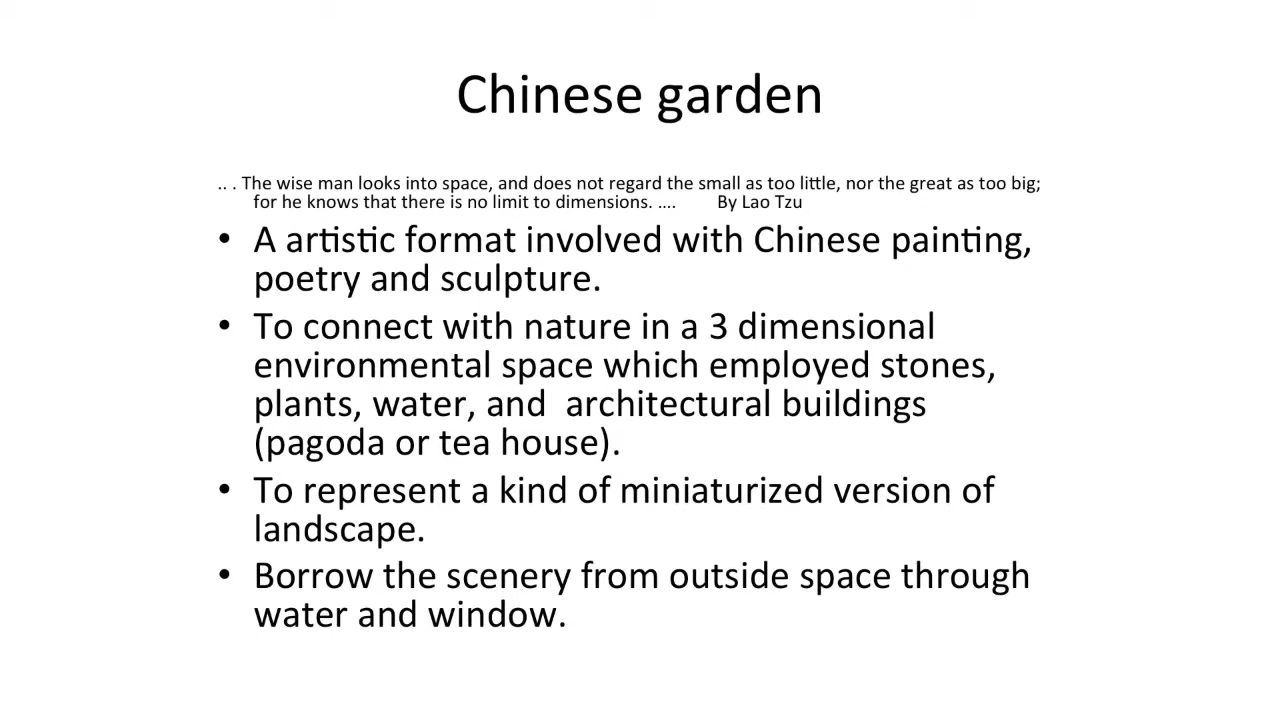 Chinese garden
.. . The wise man looks into space, and does not regard the small as too little, nor the great as too big;
for he knows that there is no limit to dimensions. .... By Lao Tzu
• A artistic format involved with Chinese painting,
poetry and sculpture.
• To connect with nature in a 3 dimensional
environmental space which employed stones,
plants, water, and  architectural buildings
(pagoda or tea house).
• To represent a kind of miniaturized version of
landscape.
• Borrow the scenery from outside space through
water and window.